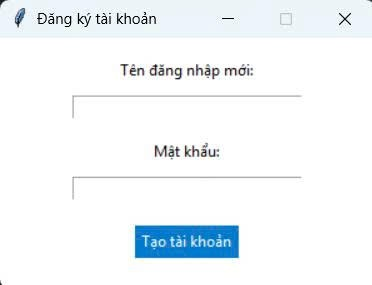 Đăng ký tài khoản
Tên đăng nhập mới:
Mật khẩu:
Tạo tài khoản